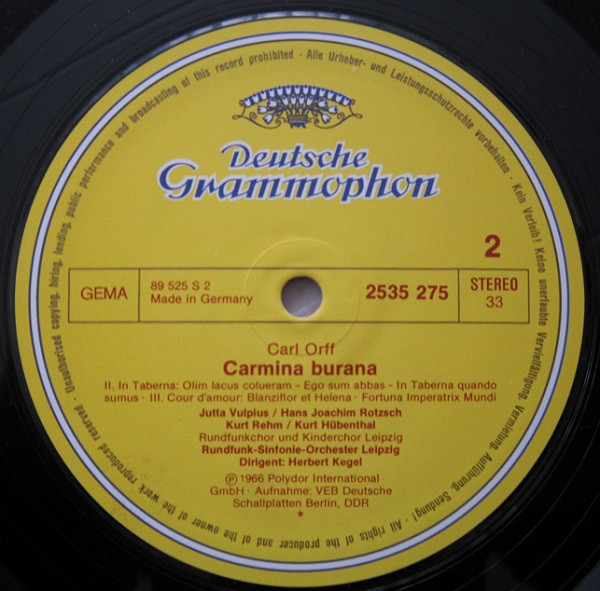 Deutsche
Grammophon
2
GEMA
89 525 S 2
Made in Germany
2535 275
STEREO
33
Carl Orff
Carmina burana
II. In Taberna: Olim lacus colueram - Ego sum abbas - In Taberna quando
sumus · III. Cour d'amour: Blanziflor et Helena · Fortuna Imperatrix Mundi
Jutta Vulpius / Hans Joachim Rotzsch
Kurt Rehm / Kurt Hübenthal
Rundfunkchor und Kinderchor Leipzig
Rundfunk-Sinfonie-Orchester Leipzig
Dirigent: Herbert Kegel
Ⓟ 1966 Polydor International
GmbH · Aufnahme: VEB Deutsche
Schallplatten Berlin, DDR
*
Alle Urheber- und Leistungsschutzrechte vorbehalten · Kein Verleih! Keine unerlaubte Vervielfältigung, Vermietung, Aufführung, Sendung! · All rights of the producer and of the owner of the work reproduced reserved · Unauthorized copying, hiring, lending, public performance and broadcasting of this record prohibited ·